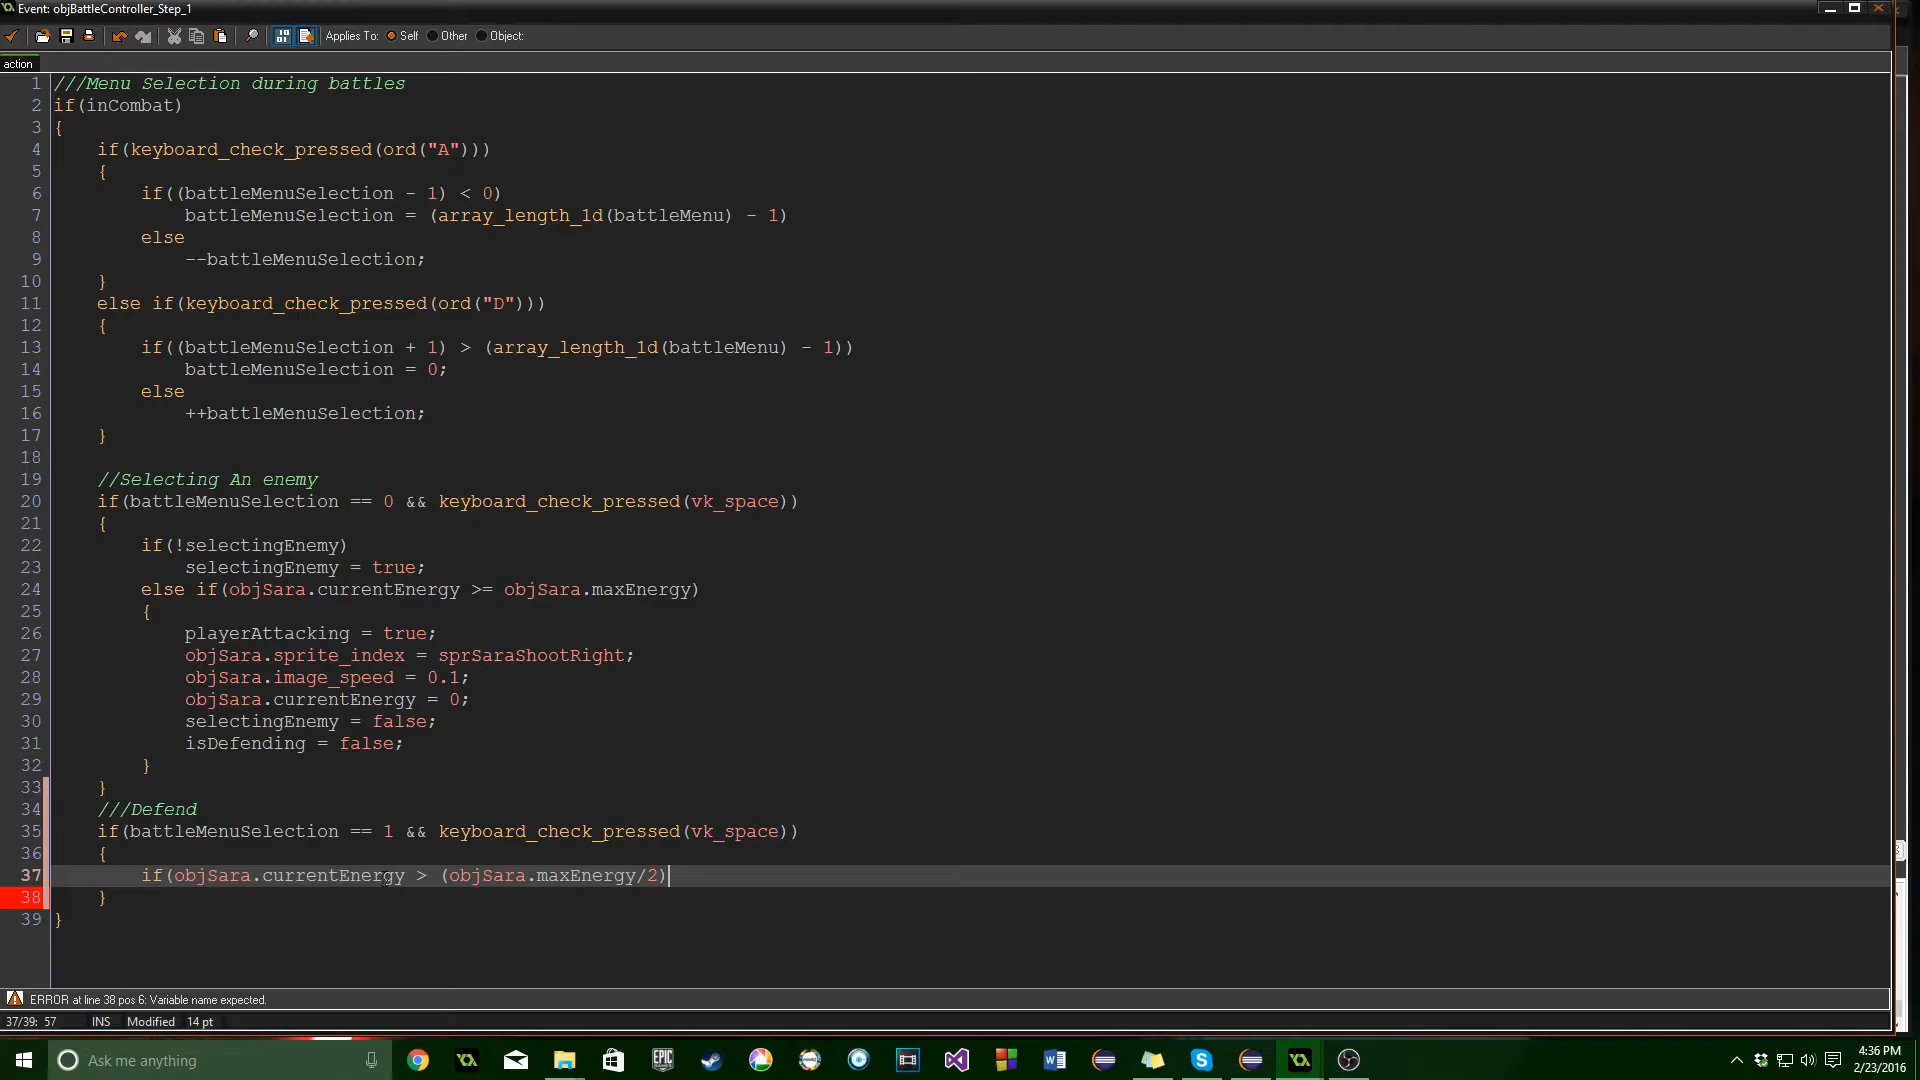 Event: objBattleController_Step_1
Applies To: Self Other Object:
action
1 ///Menu Selection during battles
2 if(inCombat)
3 {
4 if(keyboard_check_pressed(ord("A")))
5 {
6 if((battleMenuSelection - 1) < 0)
7 battleMenuSelection = (array_length_1d(battleMenu) - 1)
8 else
9 --battleMenuSelection;
10 }
11 else if(keyboard_check_pressed(ord("D")))
12 {
13 if((battleMenuSelection + 1) > (array_length_1d(battleMenu) - 1))
14 battleMenuSelection = 0;
15 else
16 ++battleMenuSelection;
17 }
18
19 //Selecting An enemy
20 if(battleMenuSelection == 0 && keyboard_check_pressed(vk_space))
21 {
22 if(!selectingEnemy)
23 selectingEnemy = true;
24 else if(objSara.currentEnergy >= objSara.maxEnergy)
25 {
26 playerAttacking = true;
27 objSara.sprite_index = sprSaraShootRight;
28 objSara.image_speed = 0.1;
29 objSara.currentEnergy = 0;
30 selectingEnemy = false;
31 isDefending = false;
32 }
33 }
34 ///Defend
35 if(battleMenuSelection == 1 && keyboard_check_pressed(vk_space))
36 {
37 if(objSara.currentEnergy > (objSara.maxEnergy/2)
38 }
39 }
ERROR at line 38 pos 6: Variable name expected.
37/39: 57 INS Modified 14 pt
Ask me anything
EPIC GAMES
4:36 PM
2/23/2016